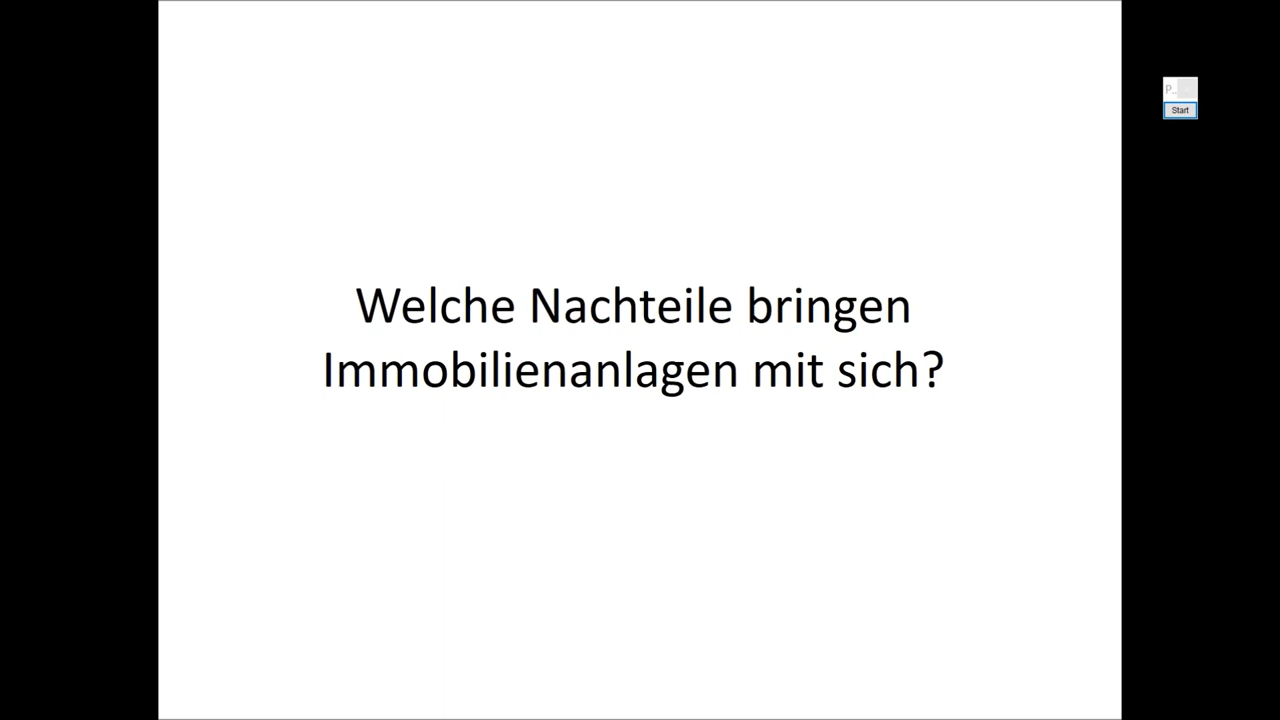 Welche Nachteile bringen
Immobilienanlagen mit sich?
P..
Start